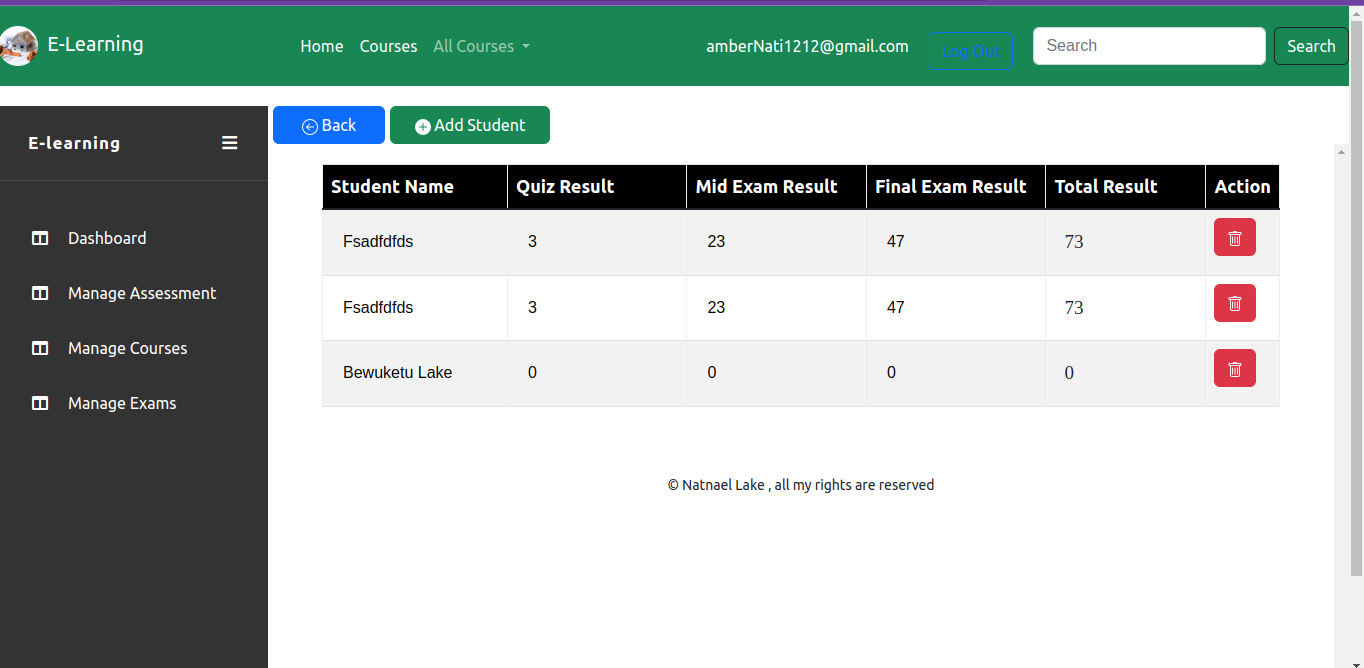 E-Learning Home Courses All Courses amberNati1212@gmail.com Log Out Search Search
E-learning
Back Add Student
Dashboard
Manage Assessment
Manage Courses
Manage Exams
Student Name Quiz Result Mid Exam Result Final Exam Result Total Result Action
Fsadfdfds 3 23 47 73
Fsadfdfds 3 23 47 73
Bewuketu Lake 0 0 0 0
© Natnael Lake , all my rights are reserved